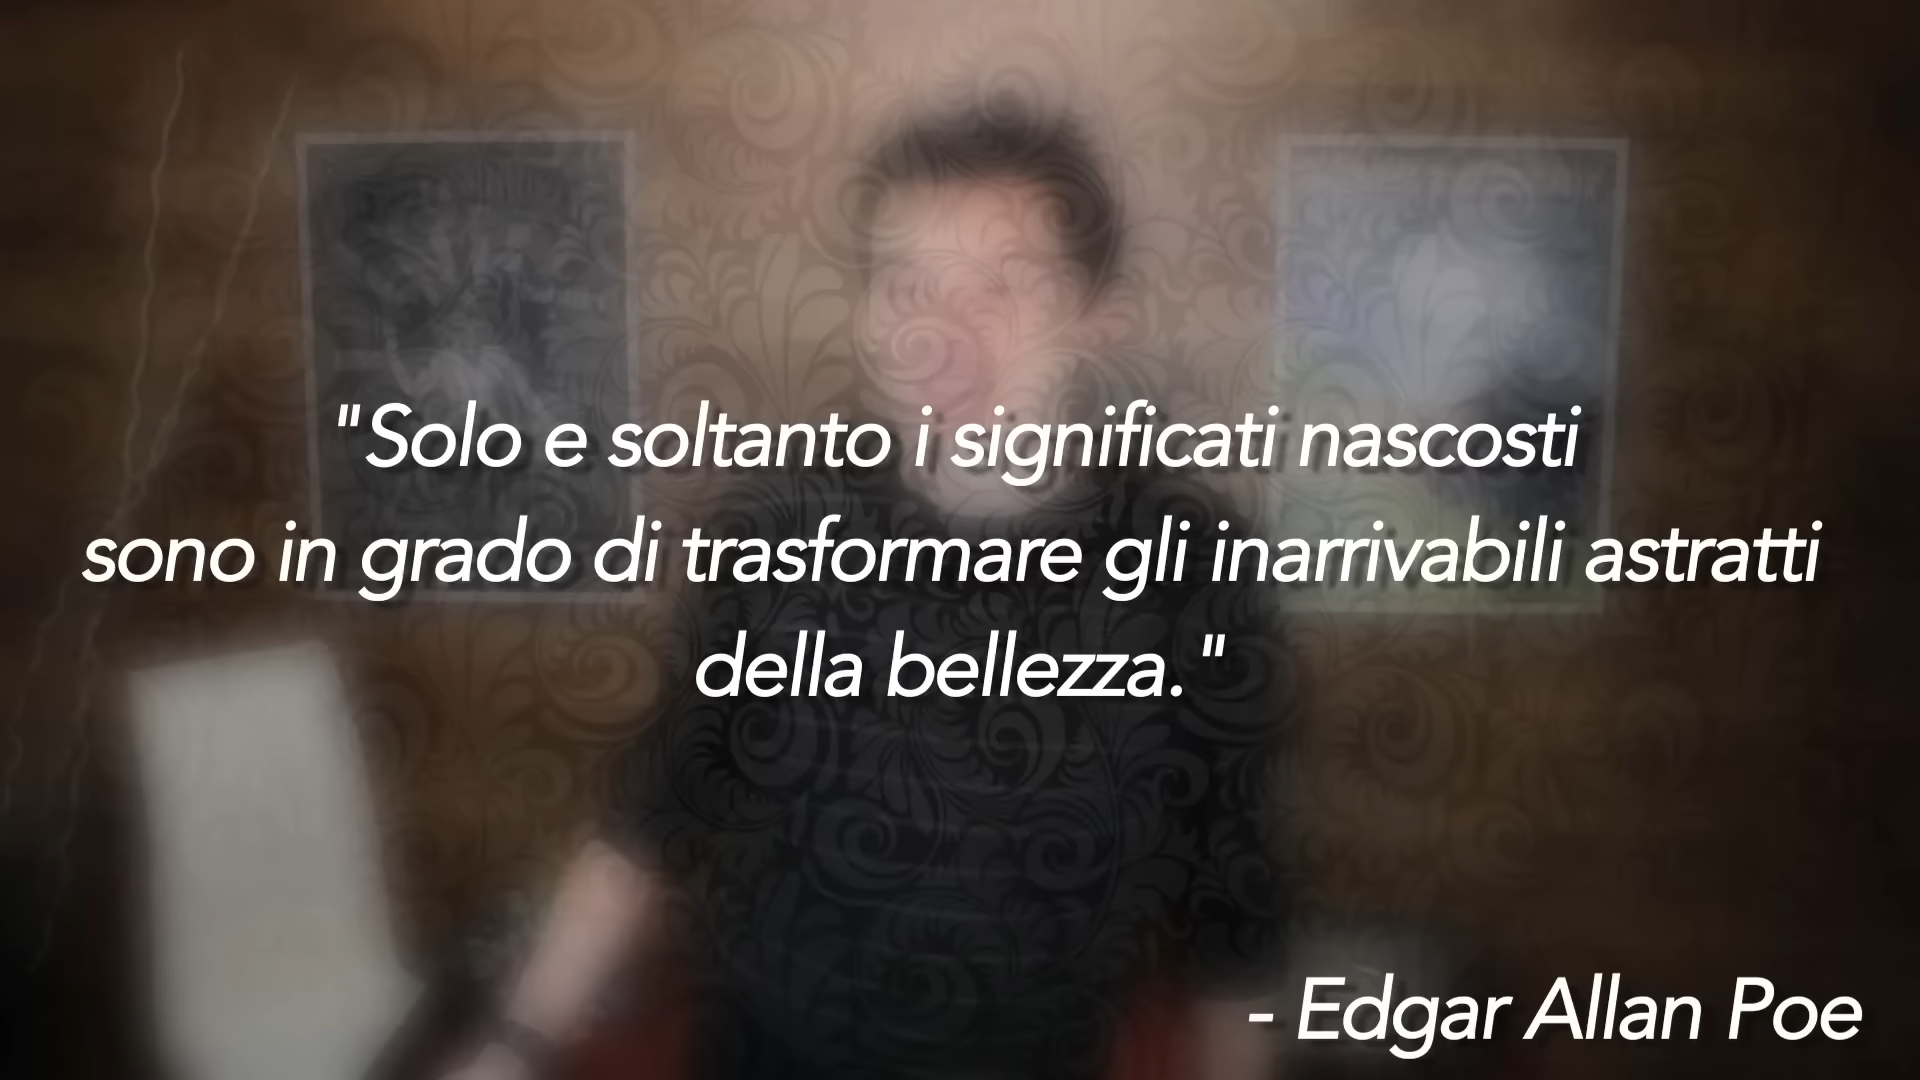 "Solo e soltanto i significati nascosti
sono in grado di trasformare gli inarrivabili astratti
della bellezza."
- Edgar Allan Poe